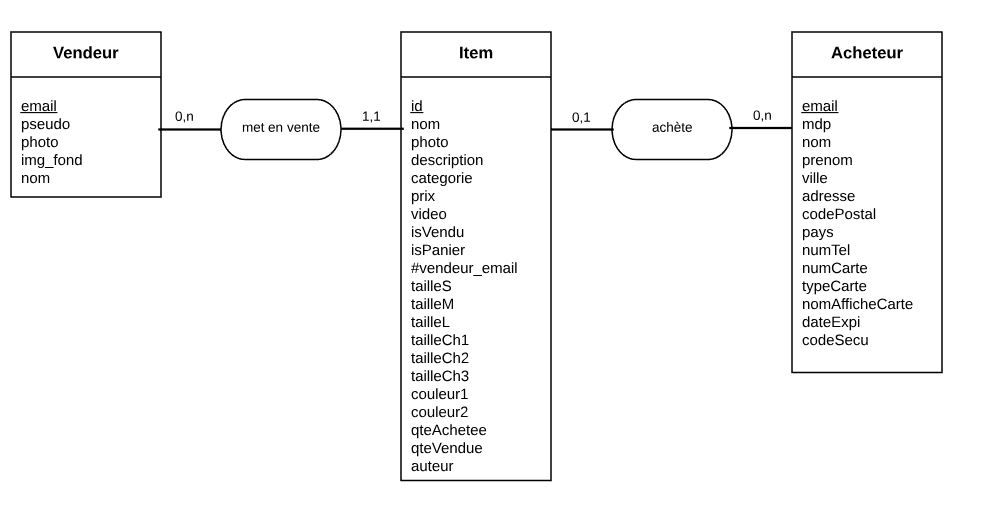 Vendeur
email
pseudo
photo
img_fond
nom
0,n
met en vente
1,1
Item
id
nom
photo
description
categorie
prix
video
isVendu
isPanier
#vendeur_email
tailleS
tailleM
tailleL
tailleCh1
tailleCh2
tailleCh3
couleur1
couleur2
qteAchetee
qteVendue
auteur
0,1
achète
0,n
Acheteur
email
mdp
nom
prenom
ville
adresse
codePostal
pays
numTel
numCarte
typeCarte
nomAfficheCarte
dateExpi
codeSecu